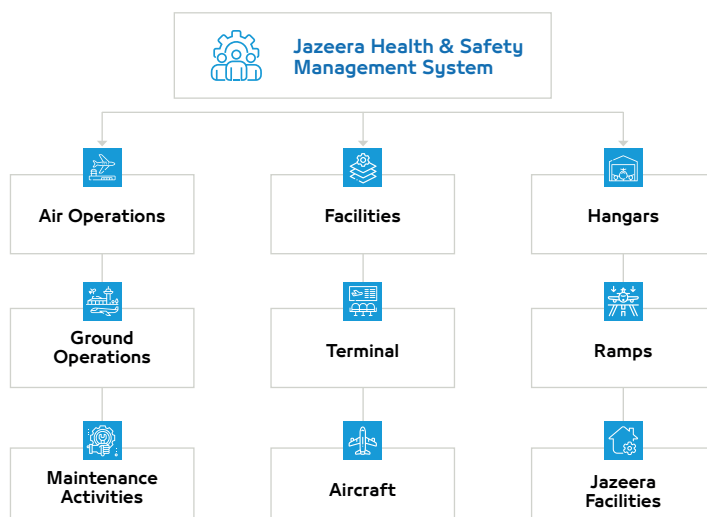 Jazeera Health & Safety
Management System
Air Operations
Facilities
Hangars
Ground
Operations
Terminal
Ramps
Maintenance
Activities
Aircraft
Jazeera
Facilities